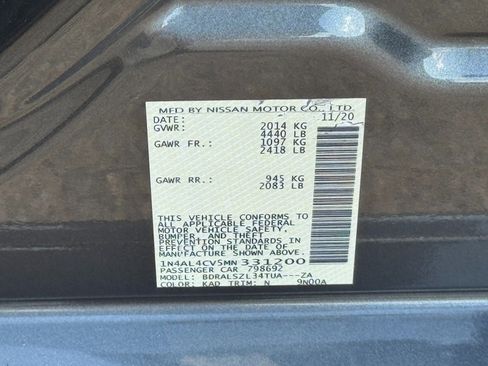 MFD BY NISSAN MOTOR CO., LTD.
DATE: 11/20
GVWR: 2014 KG
4440 LB
GAWR FR.: 1097 KG
2418 LB
GAWR RR.: 945 KG
2083 LB
THIS VEHICLE CONFORMS TO
ALL APPLICABLE FEDERAL
MOTOR VEHICLE SAFETY,
BUMPER, AND THEFT
PREVENTION STANDARDS
IN EFFECT ON THE DATE OF
MANUFACTURE SHOWN ABOVE.
1N4AL4CV5MN331200
PASSENGER CAR 798692
MODEL: BDRALSZL34TUA---ZA
COLOR: KAD TRIM: N 9N00A